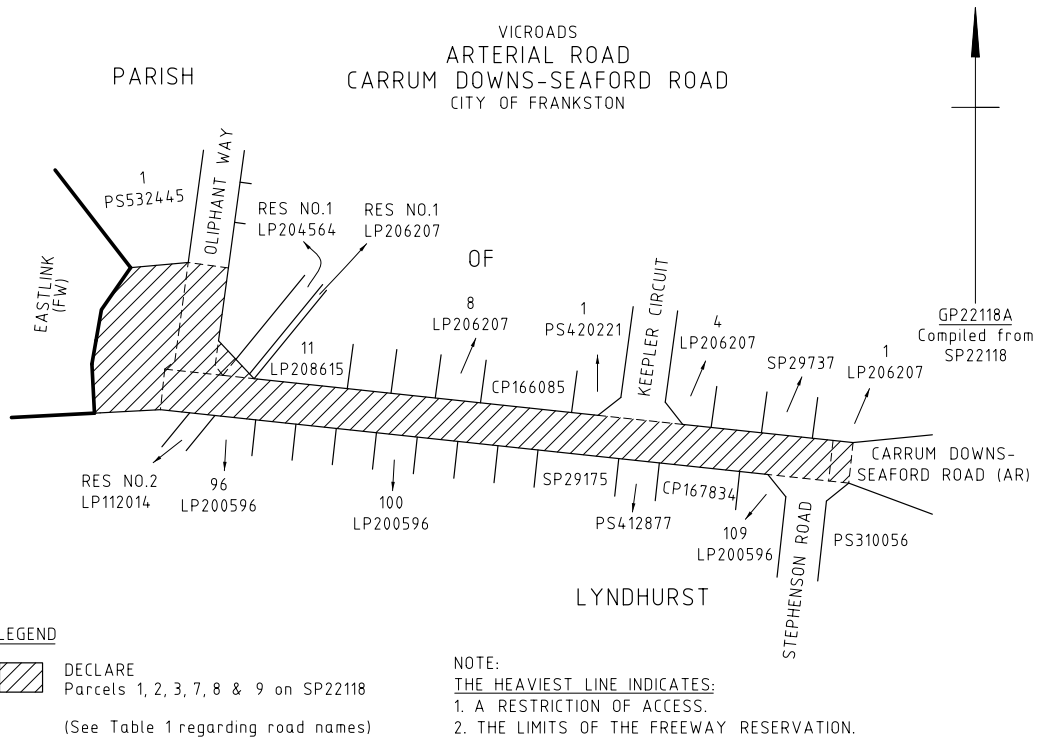 VICROADS
ARTERIAL ROAD
CARRUM DOWNS-SEAFORD ROAD
CITY OF FRANKSTON
PARISH
1
PS532445
OLIPHANT WAY
RES NO.1
LP204564
RES NO.1
LP206207
OF
EASTLINK
(FW)
8
LP206207
1
PS420221
KEEPLER CIRCUIT
4
LP206207
SP29737
1
LP206207
GP22118A
Compiled from
SP22118
11
LP208615
CP166085
CARRUM DOWNS-
SEAFORD ROAD (AR)
RES NO.2
LP112014
96
LP200596
100
LP200596
SP29175
PS412877
CP167834
109
LP200596
STEPHENSON ROAD
PS310056
LYNDHURST
LEGEND
DECLARE
Parcels 1, 2, 3, 7, 8 & 9 on SP22118
(See Table 1 regarding road names)
NOTE:
THE HEAVIEST LINE INDICATES:
1. A RESTRICTION OF ACCESS.
2. THE LIMITS OF THE FREEWAY RESERVATION.